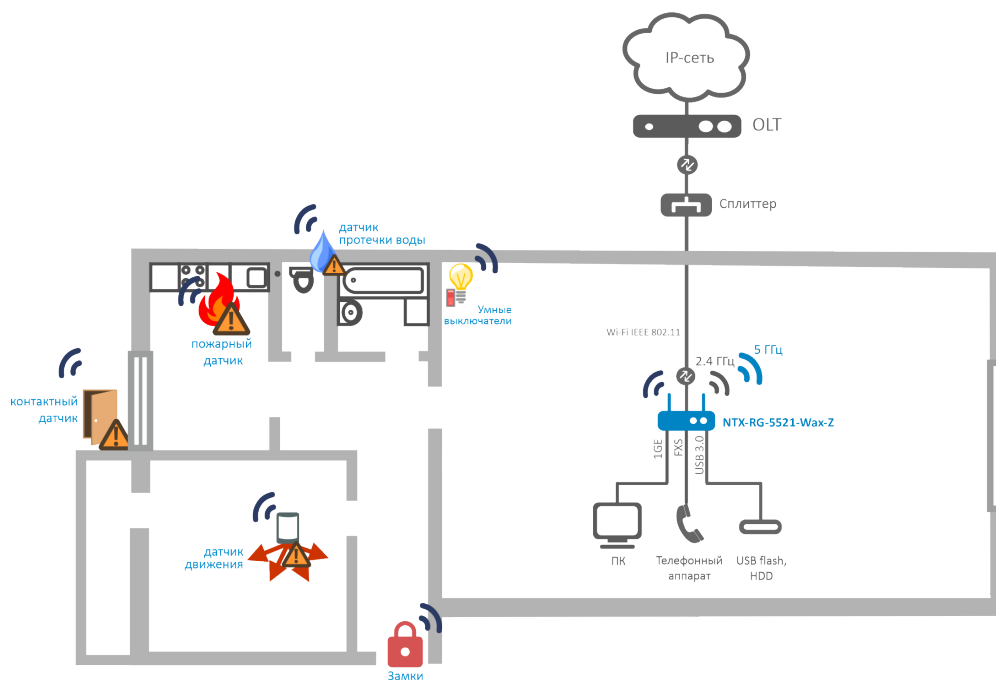 IP-сеть
OLT
Сплиттер
датчик
протечки воды
Умные
выключатели
пожарный
датчик
Wi-Fi IEEE 802.11
2.4 ГГц
5 ГГц
контактный
датчик
NTX-RG-5521-Wax-Z
1GE
FXS
USB 3.0
датчик
движения
ПК
Телефонный
аппарат
USB flash,
HDD
Замки